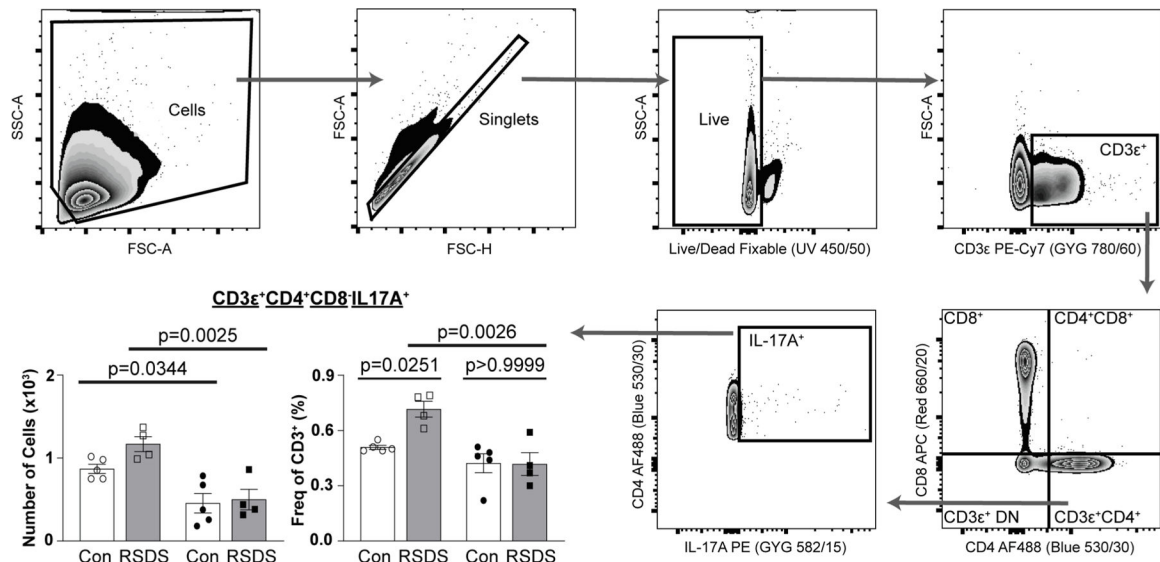 SSC-A
Cells
FSC-A
FSC-A
Singlets
FSC-H
SSC-A
Live
Live/Dead Fixable (UV 450/50)
FSC-A
CD3ε⁺
CD3ε PE-Cy7 (GYG 780/60)
CD3ε⁺CD4⁺CD8⁻IL17A⁺
p=0.0025
p=0.0344
Number of Cells (x10³)
2
1
0
Con RSDS Con RSDS
p=0.0026
p=0.0251 p>0.9999
Freq of CD3⁺ (%)
0.9
0.6
0.3
0.0
Con RSDS Con RSDS
CD4 AF488 (Blue 530/30)
IL-17A⁺
IL-17A PE (GYG 582/15)
CD8 APC (Red 660/20)
CD8⁺ CD4⁺CD8⁺
CD3ε⁺ DN CD3ε⁺CD4⁺
CD4 AF488 (Blue 530/30)